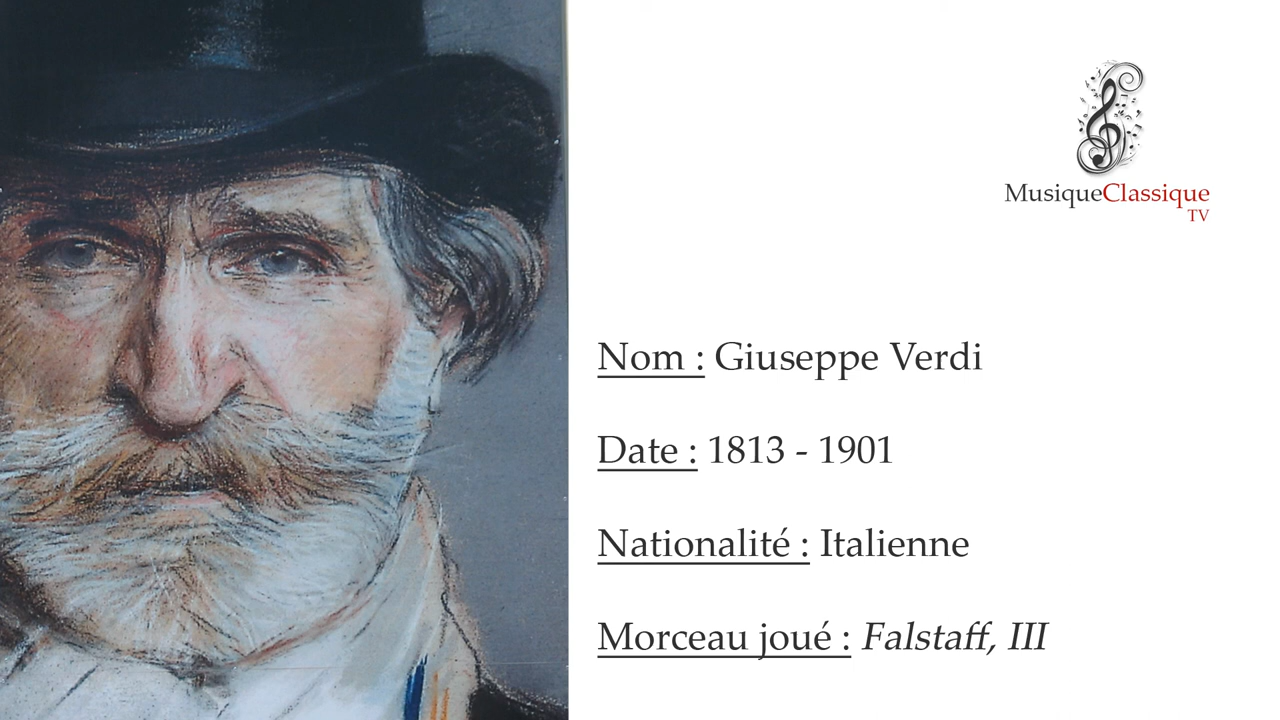 MusiqueClassique
TV
Nom : Giuseppe Verdi
Date : 1813 - 1901
Nationalité : Italienne
Morceau joué : Falstaff, III